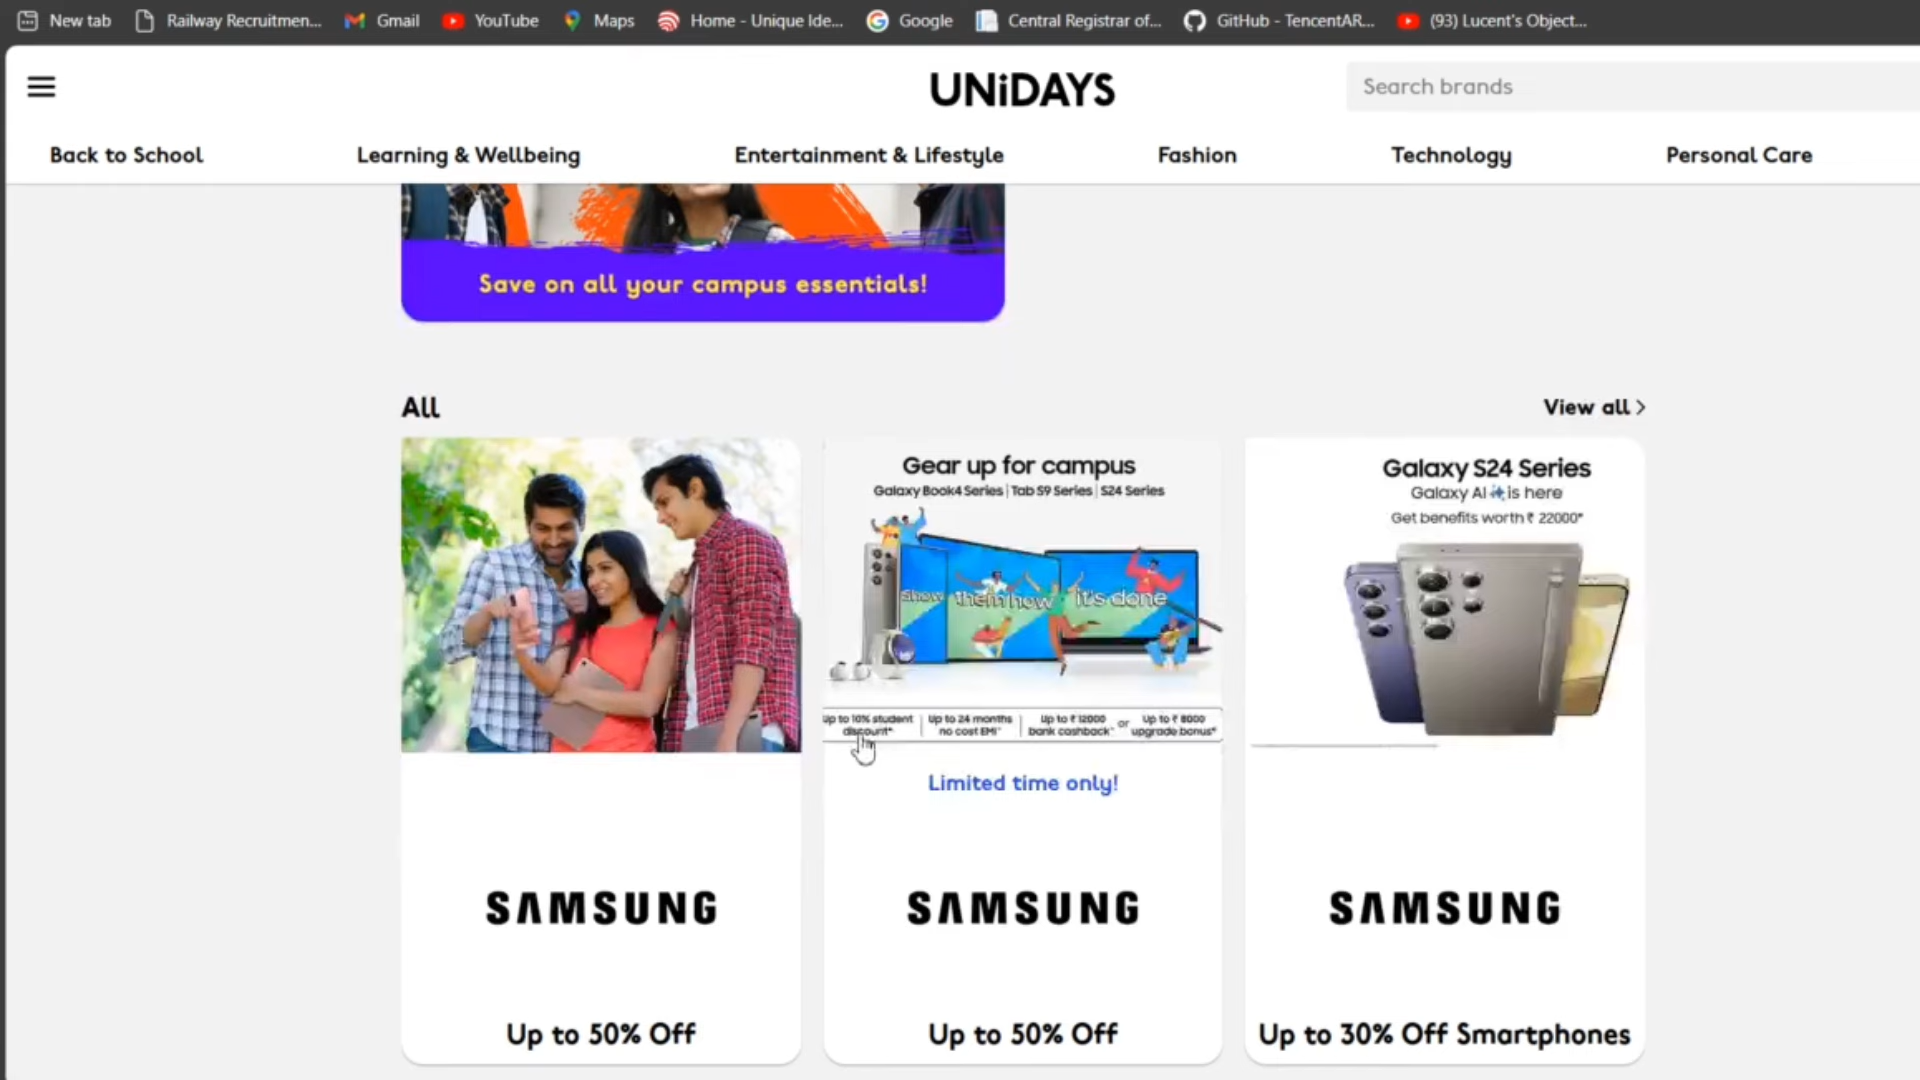 New tab
Railway Recruitmen...
Gmail
YouTube
Maps
Home - Unique Ide...
Google
Central Registrar of...
GitHub - TencentAR...
(93) Lucent's Object...
UNiDAYS
Search brands
Back to School
Learning & Wellbeing
Entertainment & Lifestyle
Fashion
Technology
Personal Care
Save on all your campus essentials!
All
View all
Gear up for campus
Galaxy Book4 Series | Tab S9 Series | S24 Series
show them how it's done
Up to 10% student
discount*
Up to 24 months
no cost EMI*
Up to ₹ 12000
bank cashback*
or
Up to ₹ 8000
upgrade bonus*
Limited time only!
Galaxy S24 Series
Galaxy AI is here
Get benefits worth ₹ 22000*
SAMSUNG
SAMSUNG
SAMSUNG
Up to 50% Off
Up to 50% Off
Up to 30% Off Smartphones